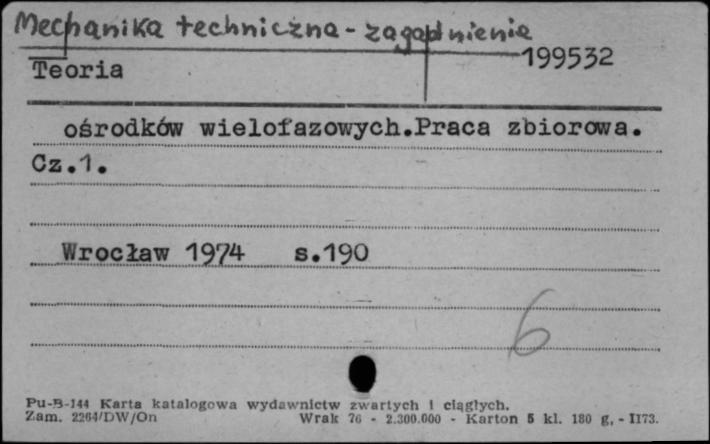 Mechanika techniczna - zagadnienia
199532
Teoria
ośrodków wielofazowych.Praca zbiorowa.
Cz.1.
Wrocław 1974 s.190
6
Pu-B-144 Karta katalogowa wydawnictw zwartych i ciągłych.
Zam. 2264/DW/On Wrak 76 - 2.300.000 - Karton 5 kl. 180 g, - II73.